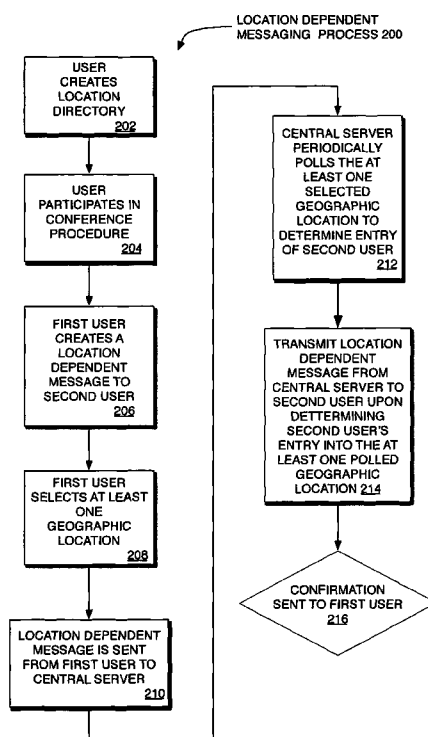 LOCATION DEPENDENT
MESSAGING PROCESS 200
USER
CREATES
LOCATION
DIRECTORY
202
USER
PARTICIPATES IN
CONFERENCE
PROCEDURE
204
FIRST USER
CREATES A
LOCATION
DEPENDENT
MESSAGE TO
SECOND USER
206
FIRST USER
SELECTS AT LEAST
ONE
GEOGRAPHIC
LOCATION
208
LOCATION DEPENDENT
MESSAGE IS SENT
FROM FIRST USER TO
CENTRAL SERVER
210
CENTRAL SERVER
PERIODICALLY
POLLS THE AT
LEAST ONE
SELECTED
GEOGRAPHIC
LOCATION TO
DETERMINE ENTRY
OF SECOND USER
212
TRANSMIT LOCATION
DEPENDENT
MESSAGE FROM
CENTRAL SERVER TO
SECOND USER UPON
DETTERMINING
SECOND USER'S
ENTRY INTO THE AT
LEAST ONE POLLED
GEOGRAPHIC
LOCATION 214
CONFIRMATION
SENT TO FIRST USER
216